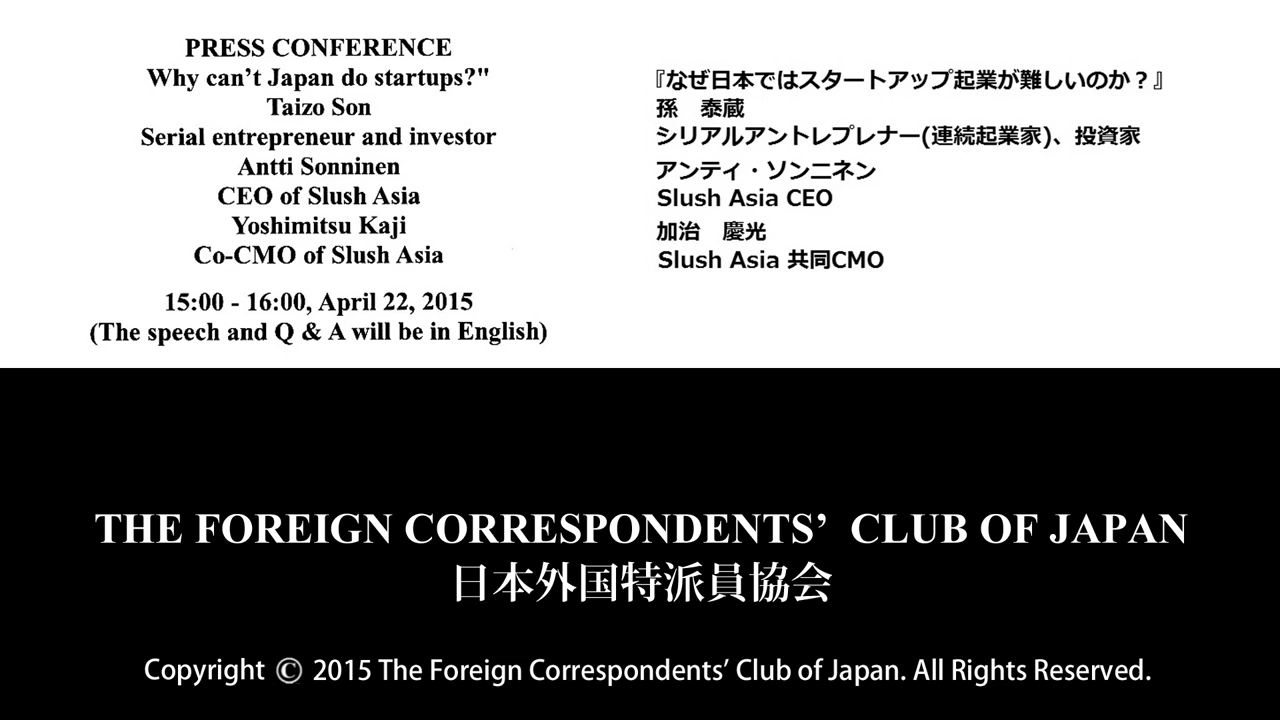 PRESS CONFERENCE
Why can't Japan do startups?"
Taizo Son
Serial entrepreneur and investor
Antti Sonninen
CEO of Slush Asia
Yoshimitsu Kaji
Co-CMO of Slush Asia
15:00 - 16:00, April 22, 2015
(The speech and Q & A will be in English)
『なぜ日本ではスタートアップ起業が難しいのか？』
孫　泰蔵
シリアルアントレプレナー(連続起業家)、投資家
アンティ・ソンニネン
Slush Asia CEO
加治　慶光
Slush Asia 共同CMO
THE FOREIGN CORRESPONDENTS’ CLUB OF JAPAN
日本外国特派員協会
Copyright © 2015 The Foreign Correspondents’ Club of Japan. All Rights Reserved.